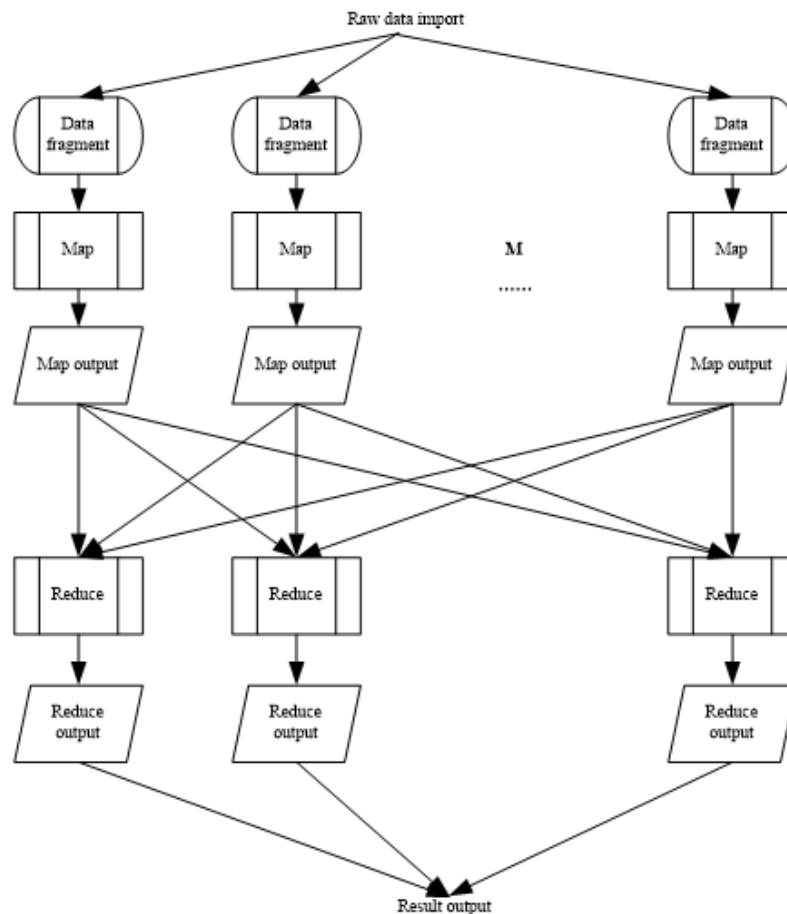 Raw data import
Data
fragment
Data
fragment
Data
fragment
Map
Map
M
......
Map
Map output
Map output
Map output
Reduce
Reduce
Reduce
Reduce
output
Reduce
output
Reduce
output
Result output